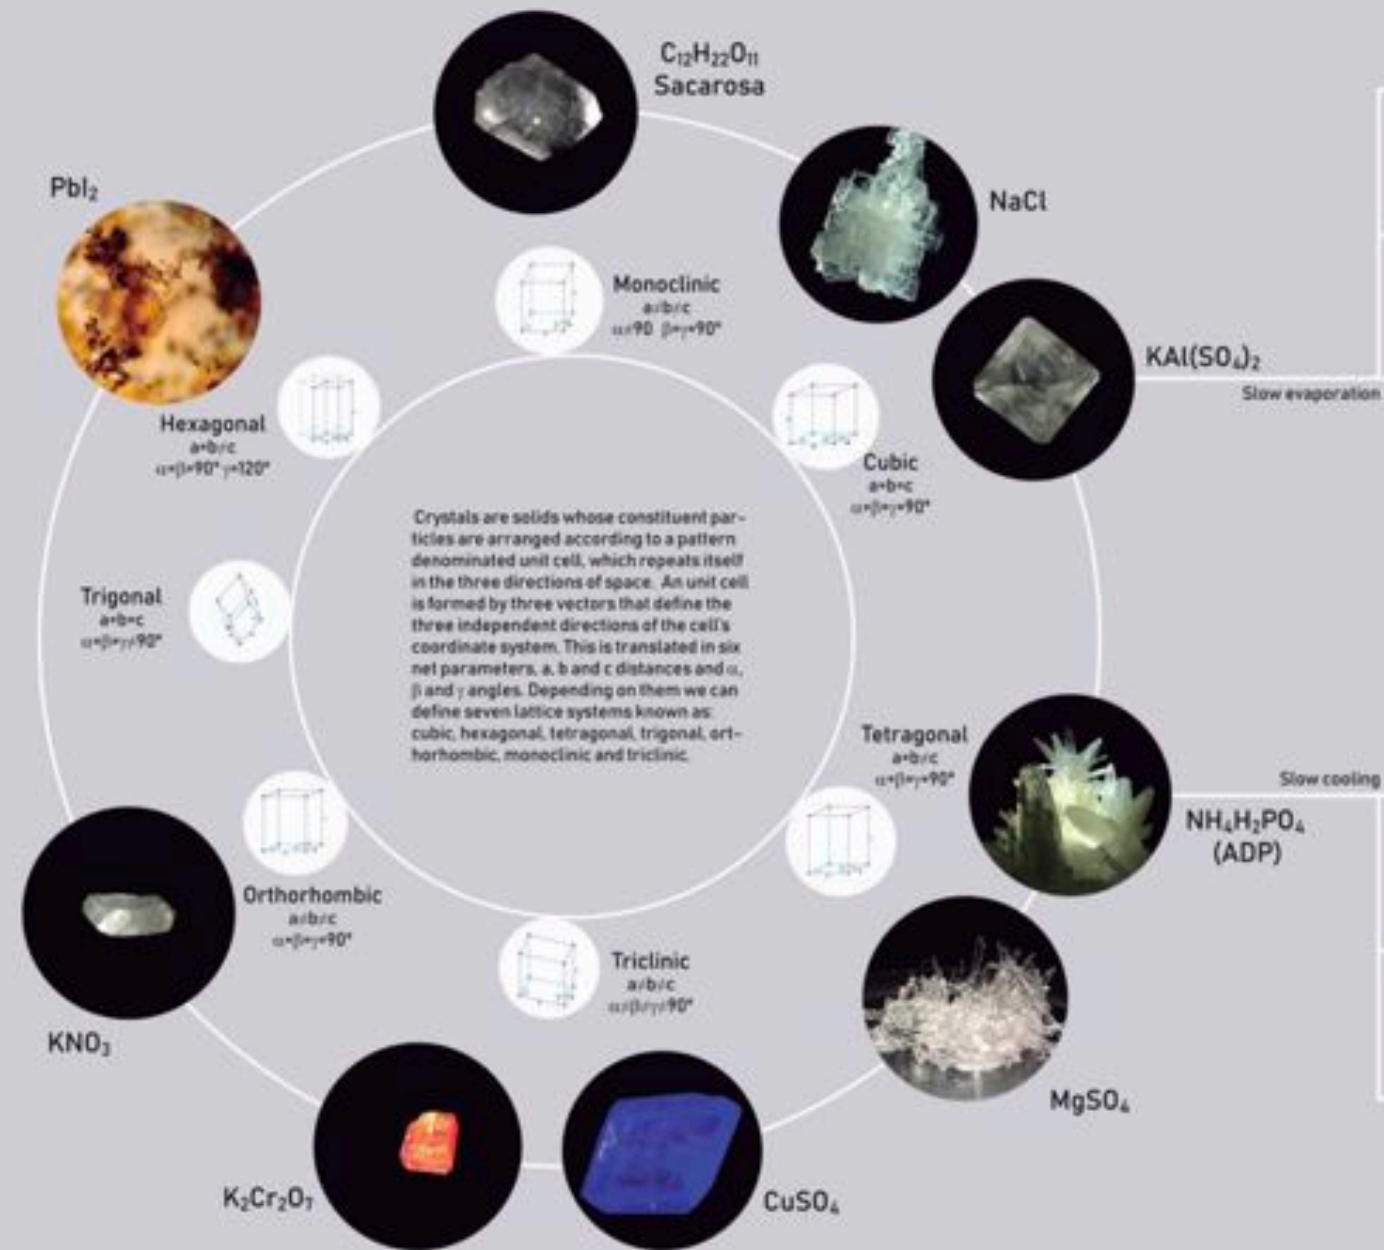 C₁₂H₂₂O₁₁
Sacarosa
NaCl
PbI₂
KAl(SO₄)₂
Slow evaporation
Monoclinic
a≠b≠c
α≠90 β=γ=90°
Hexagonal
a=b≠c
α=β=90° γ=120°
Cubic
a=b=c
α=β=γ=90°
Crystals are solids whose constituent par-
ticles are arranged according to a pattern
denominated unit cell, which repeats itself
in the three directions of space. An unit cell
is formed by three vectors that define the
three independent directions of the cell's
coordinate system. This is translated in six
net parameters, a, b and c distances and α,
β and γ angles. Depending on them we can
define seven lattice systems known as:
cubic, hexagonal, tetragonal, trigonal, ort-
horhombic, monoclinic and triclinic.
Trigonal
a=b=c
α=β=γ≠90°
Tetragonal
a=b≠c
α=β=γ=90°
Slow cooling
NH₄H₂PO₄
(ADP)
Orthorhombic
a≠b≠c
α=β=γ=90°
Triclinic
a≠b≠c
α≠β≠γ≠90°
KNO₃
MgSO₄
K₂Cr₂O₇
CuSO₄